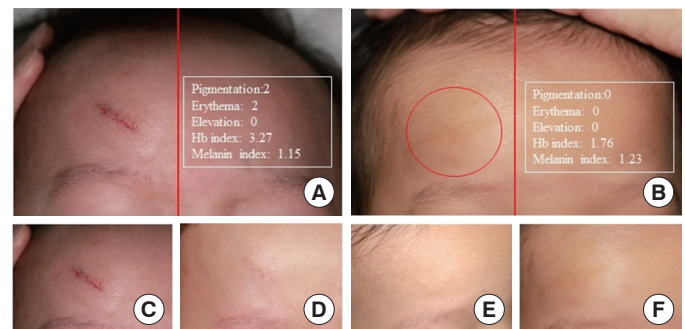 Pigmentation:2
Erythema: 2
Elevation: 0
Hb index: 3.27
Melanin index: 1.15
A
Pigmentation:0
Erythema: 0
Elevation: 0
Hb index: 1.76
Melanin index: 1.23
B
C
D
E
F